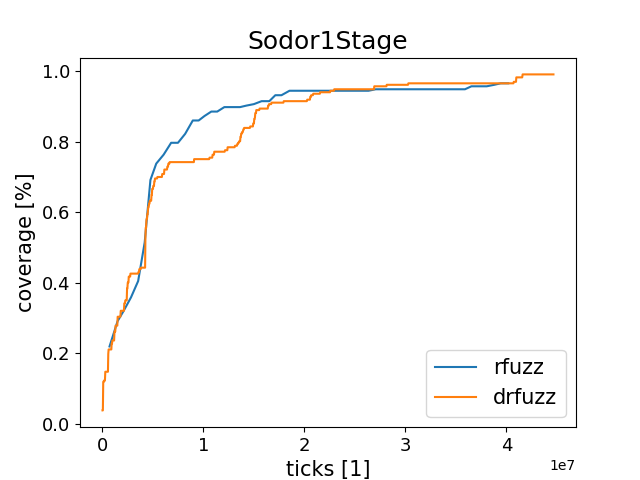 Sodor1Stage
coverage [%]
1.0
0.8
0.6
0.4
0.2
0.0
rfuzz
drfuzz
0 1 2 3 4
1e7
ticks [1]